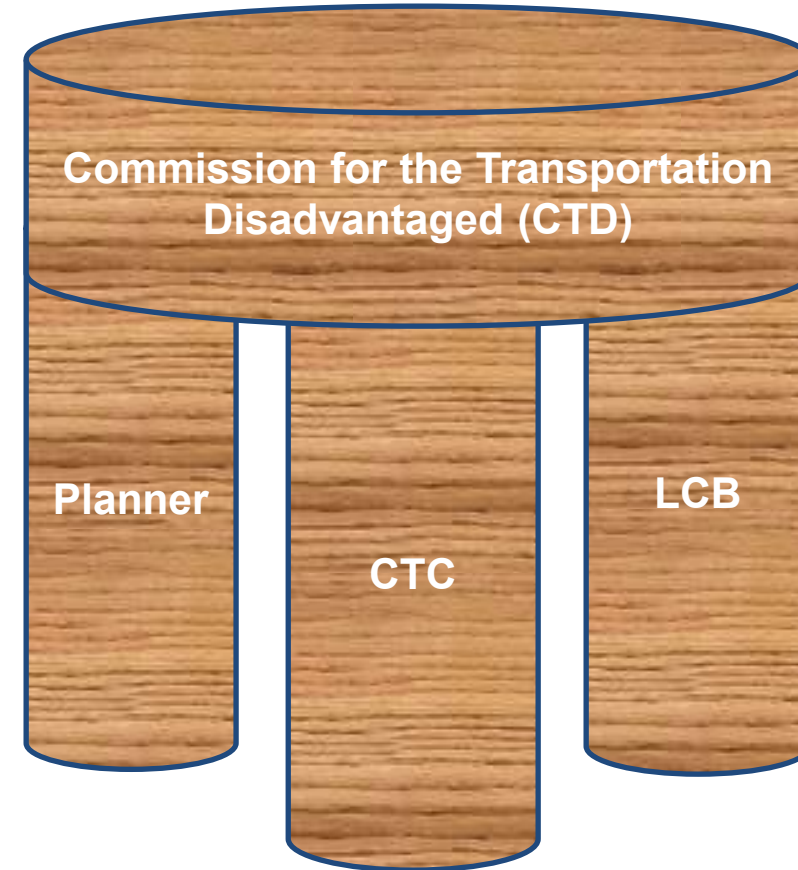 Commission for the Transportation
Disadvantaged (CTD)
Planner
CTC
LCB